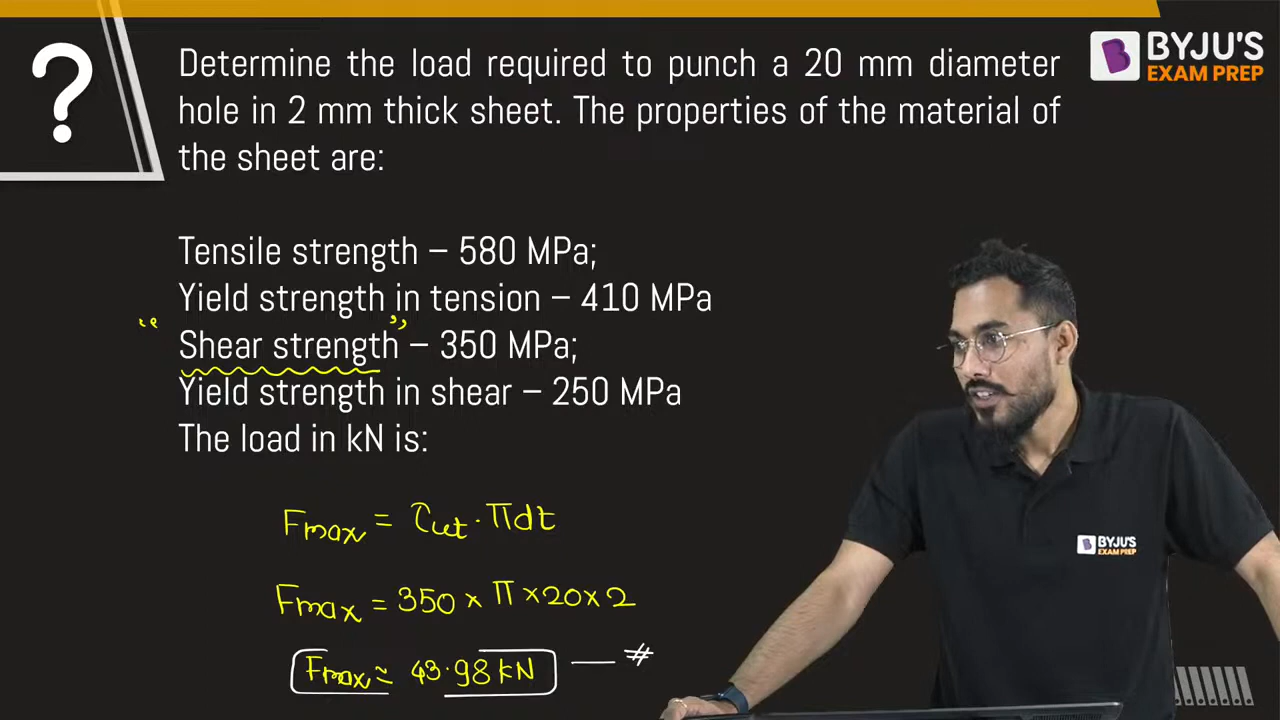 ?
Determine the load required to punch a 20 mm diameter
hole in 2 mm thick sheet. The properties of the material of
the sheet are:
BYJU'S
EXAM PREP
Tensile strength – 580 MPa;
Yield strength in tension – 410 MPa
“Shear strength” – 350 MPa;
Yield strength in shear – 250 MPa
The load in kN is:
Fmax = τut · πdt
Fmax = 350 × π × 20 × 2
Fmax ≃ 43.98 kN — #
BYJU'S
EXAM PREP